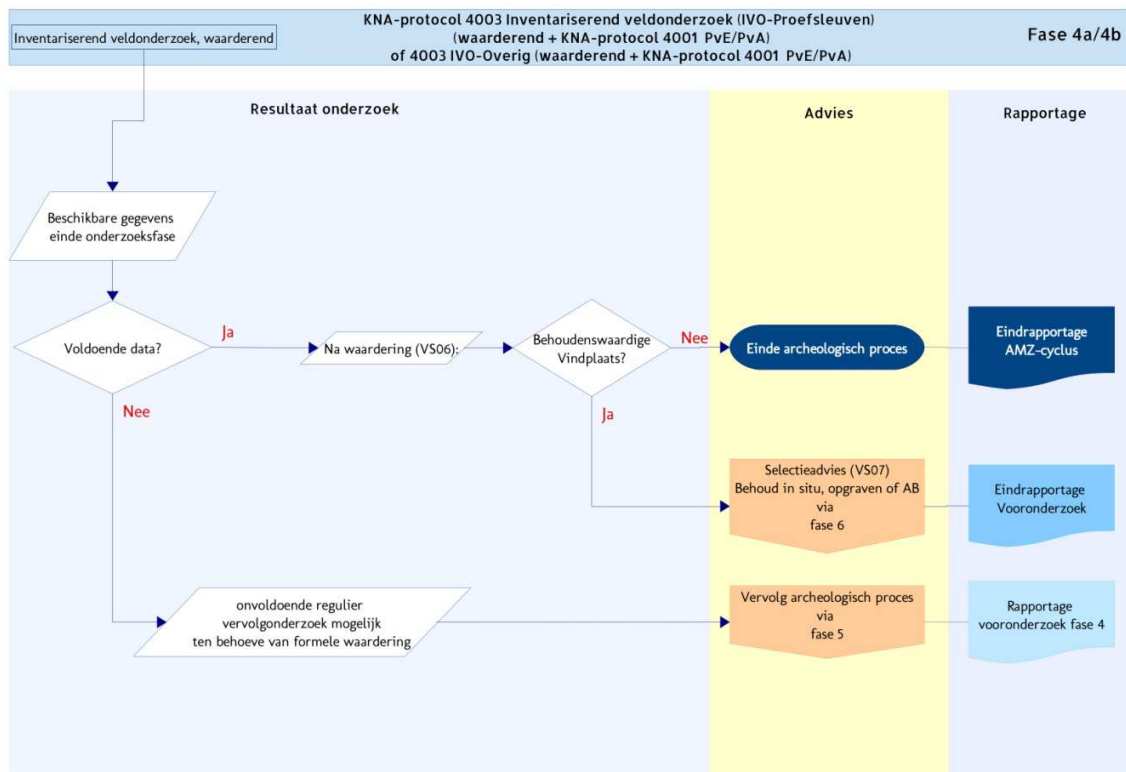 KNA-protocol 4003 Inventariserend veldonderzoek (IVO-Proefsleuven)
(waarderend + KNA-protocol 4001 PvE/PvA)
of 4003 IVO-Overig (waarderend + KNA-protocol 4001 PvE/PvA)
Fase 4a/4b
Inventariserend veldonderzoek, waarderend
Resultaat onderzoek
Advies
Rapportage
Beschikbare gegevens
einde onderzoeksfase
Voldoende data?
Ja
Na waardering (VS06):
Behoudenswaardige
Vindplaats?
Nee
Einde archeologisch proces
Eindrapportage
AMZ-cyclus
Nee
Ja
Selectieadvies (VS07)
Behoud in situ, opgraven of AB
via
fase 6
Eindrapportage
Vooronderzoek
onvoldoende regulier
vervolgonderzoek mogelijk
ten behoeve van formele waardering
Vervolg archeologisch proces
via
fase 5
Rapportage
vooronderzoek fase 4